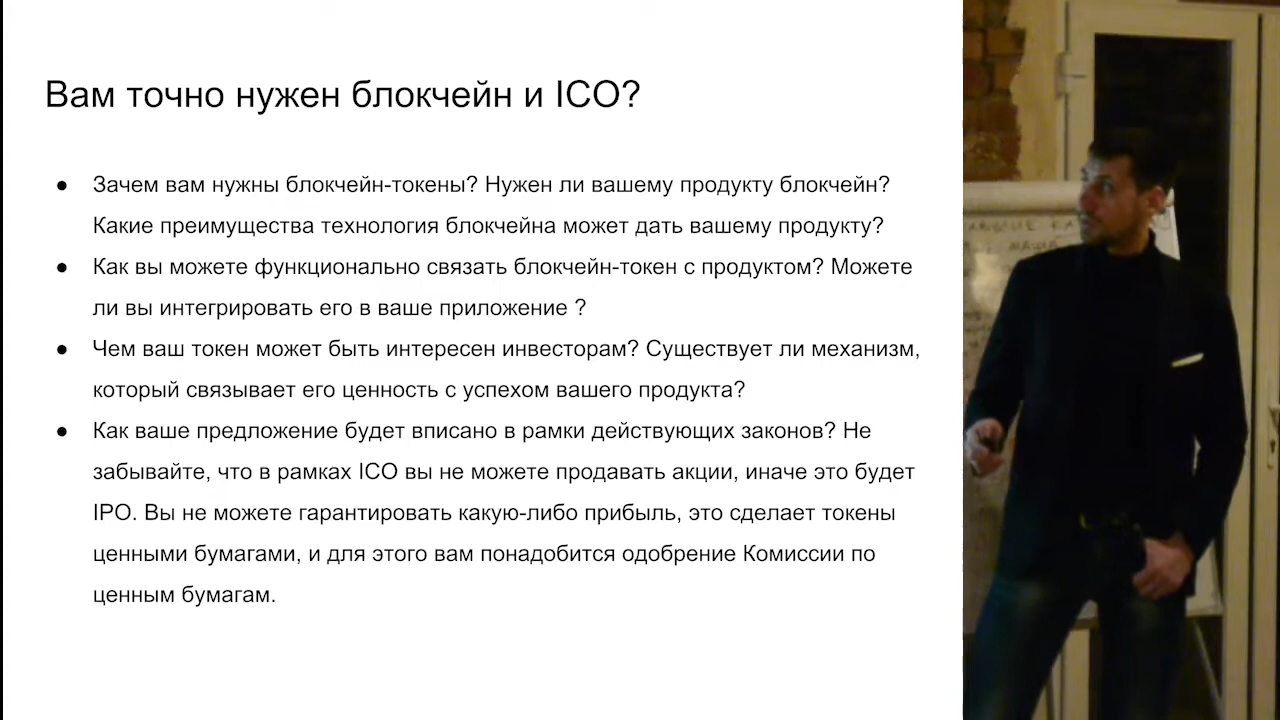 Вам точно нужен блокчейн и ICO?
● Зачем вам нужны блокчейн-токены? Нужен ли вашему продукту блокчейн?
Какие преимущества технология блокчейна может дать вашему продукту?
● Как вы можете функционально связать блокчейн-токен с продуктом? Можете
ли вы интегрировать его в ваше приложение ?
● Чем ваш токен может быть интересен инвесторам? Существует ли механизм,
который связывает его ценность с успехом вашего продукта?
● Как ваше предложение будет вписано в рамки действующих законов? Не
забывайте, что в рамках ICO вы не можете продавать акции, иначе это будет
IPO. Вы не можете гарантировать какую-либо прибыль, это сделает токены
ценными бумагами, и для этого вам понадобится одобрение Комиссии по
ценным бумагам.